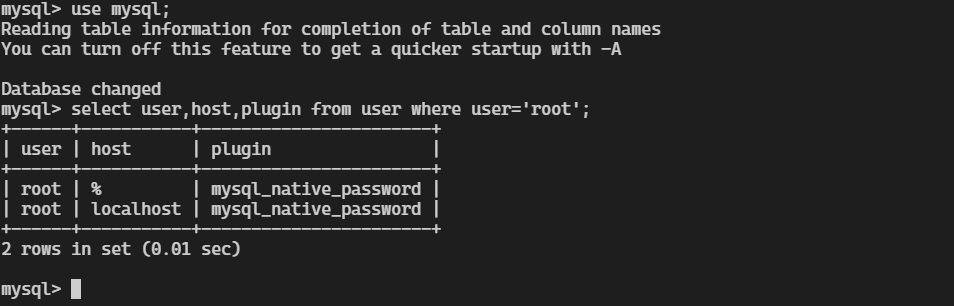 mysql> use mysql;
Reading table information for completion of table and column names
You can turn off this feature to get a quicker startup with -A
Database changed
mysql> select user,host,plugin from user where user='root';
+------+-----------+-----------------------+
| user | host      | plugin                |
+------+-----------+-----------------------+
| root | %         | mysql_native_password |
| root | localhost | mysql_native_password |
+------+-----------+-----------------------+
2 rows in set (0.01 sec)
mysql>